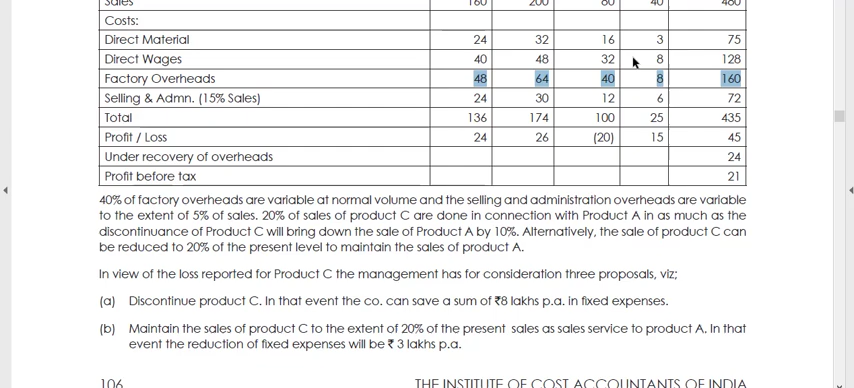 Sales 160 200 80 40 480
Costs:
Direct Material 24 32 16 3 75
Direct Wages 40 48 32 8 128
Factory Overheads 48 64 40 8 160
Selling & Admn. (15% Sales) 24 30 12 6 72
Total 136 174 100 25 435
Profit / Loss 24 26 (20) 15 45
Under recovery of overheads 24
Profit before tax 21
40% of factory overheads are variable at normal volume and the selling and administration overheads are variable
to the extent of 5% of sales. 20% of sales of product C are done in connection with Product A in as much as the
discontinuance of Product C will bring down the sale of Product A by 10%. Alternatively, the sale of product C can
be reduced to 20% of the present level to maintain the sales of product A.
In view of the loss reported for Product C the management has for consideration three proposals, viz;
(a) Discontinue product C. In that event the co. can save a sum of ₹8 lakhs p.a. in fixed expenses.
(b) Maintain the sales of product C to the extent of 20% of the present sales as sales service to product A. In that
event the reduction of fixed expenses will be ₹ 3 lakhs p.a.
106 THE INSTITUTE OF COST ACCOUNTANTS OF INDIA